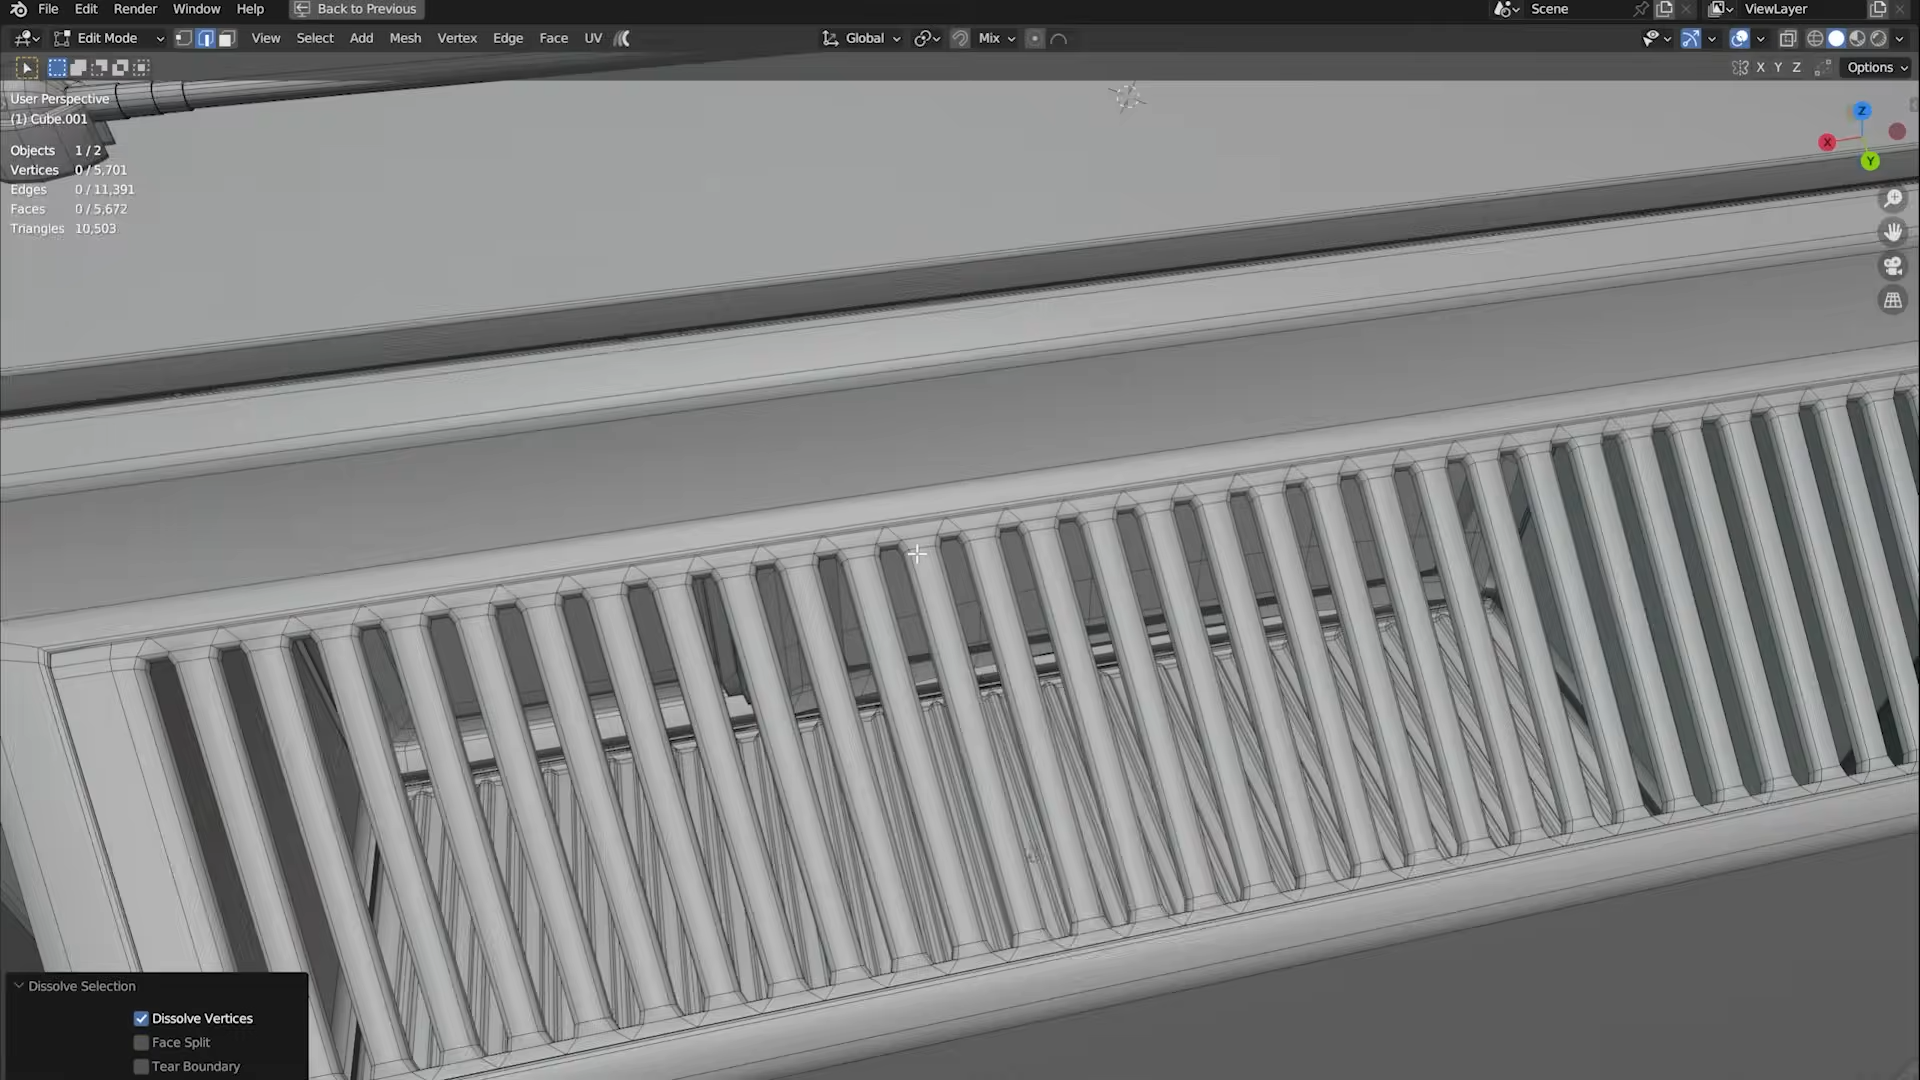 File Edit Render Window Help Back to Previous Scene ViewLayer
Edit Mode View Select Add Mesh Vertex Edge Face UV Global Mix
X Y Z Options
User Perspective
(1) Cube.001
Objects 1 / 2
Vertices 0 / 5,701
Edges 0 / 11,391
Faces 0 / 5,672
Triangles 10,503
Z
X
Y
Dissolve Selection
Dissolve Vertices
Face Split
Tear Boundary